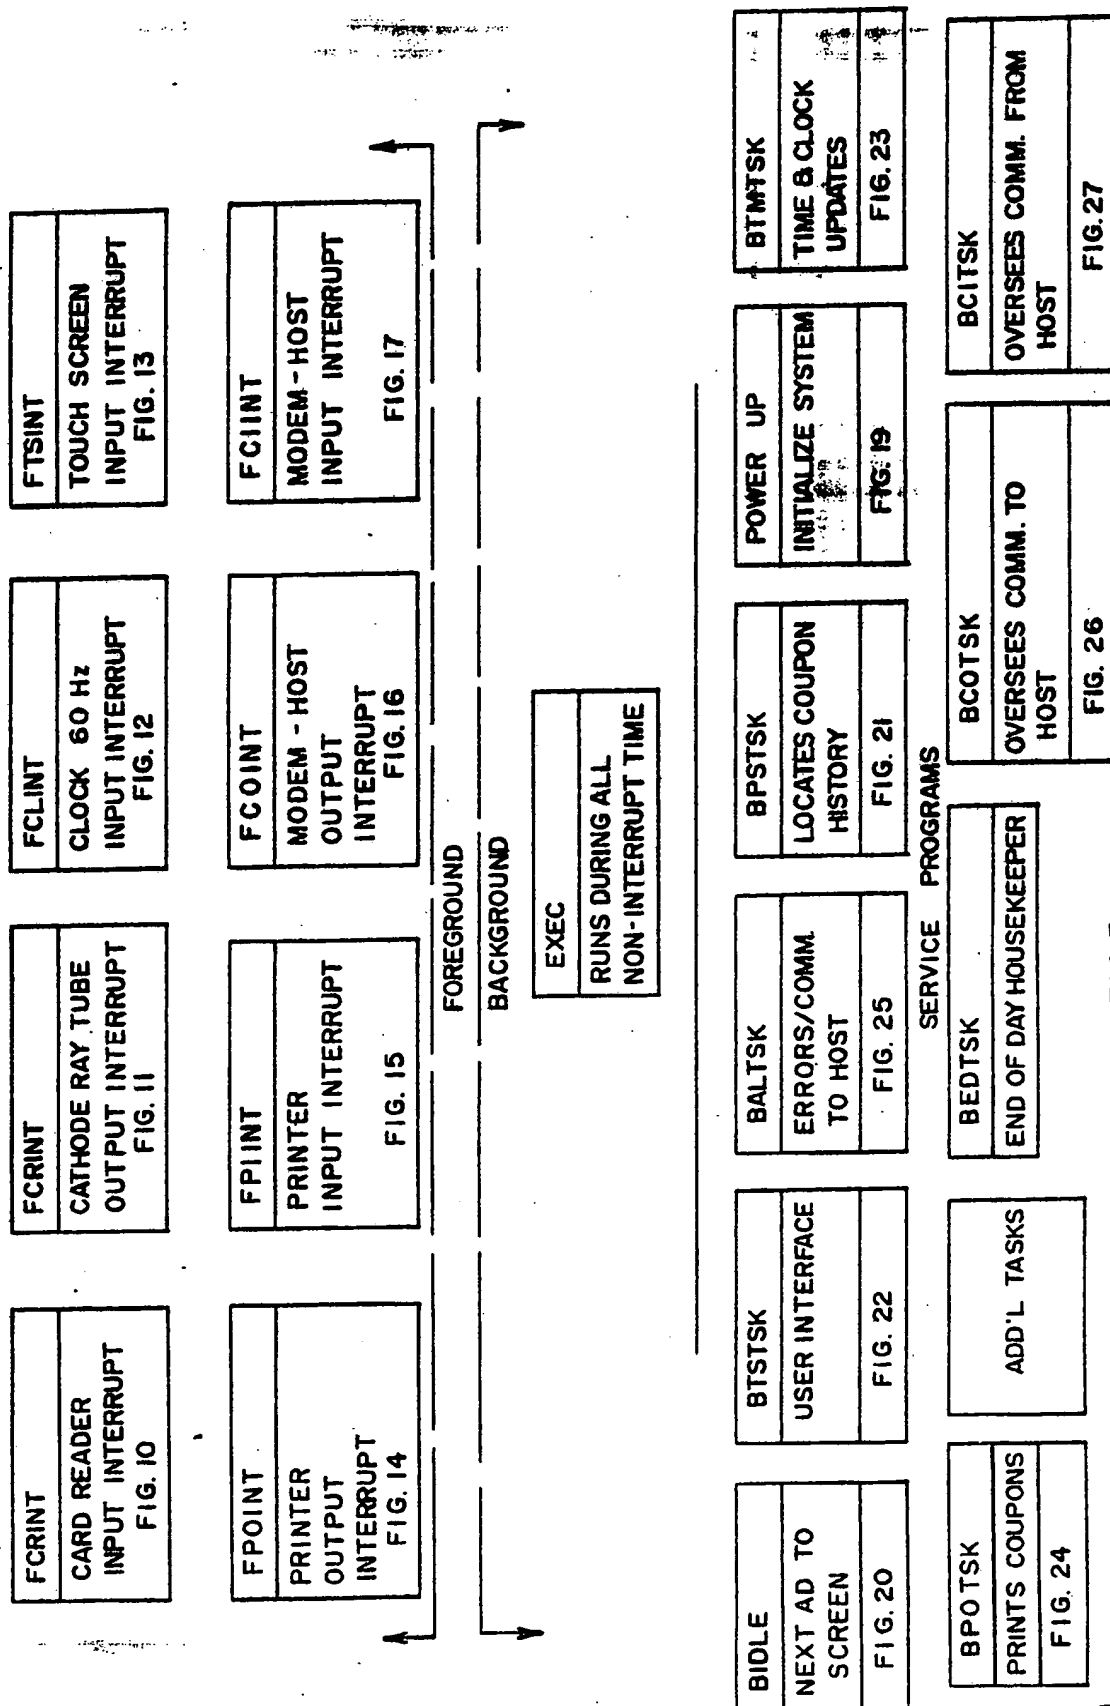 FCRINT
CARD READER
INPUT INTERRUPT
FIG. 10
FCRINT
CATHODE RAY TUBE
OUTPUT INTERRUPT
FIG. 11
FCLINT
CLOCK 60 Hz
INPUT INTERRUPT
FIG. 12
FTSINT
TOUCH SCREEN
INPUT INTERRUPT
FIG. 13
FPOINT
PRINTER
OUTPUT
INTERRUPT
FIG. 14
FPIINT
PRINTER
INPUT INTERRUPT
FIG. 15
FCOINT
MODEM - HOST
OUTPUT
INTERRUPT
FIG. 16
FCIINT
MODEM - HOST
INPUT INTERRUPT
FIG. 17
FOREGROUND
BACKGROUND
EXEC
RUNS DURING ALL
NON-INTERRUPT TIME
BIDLE
NEXT AD TO
SCREEN
FIG. 20
BTSTSK
USER INTERFACE
FIG. 22
BALTSK
ERRORS/COMM.
TO HOST
FIG. 25
BPSTSK
LOCATES COUPON
HISTORY
FIG. 21
POWER UP
INITIALIZE SYSTEM
FIG. 19
BTMTSK
TIME & CLOCK
UPDATES
FIG. 23
SERVICE PROGRAMS
BPOTSK
PRINTS COUPONS
FIG. 24
ADD'L TASKS
BEDTSK
END OF DAY HOUSEKEEPER
BCOTSK
OVERSEES COMM. TO
HOST
FIG. 26
BCITSK
OVERSEES COMM. FROM
HOST
FIG. 27